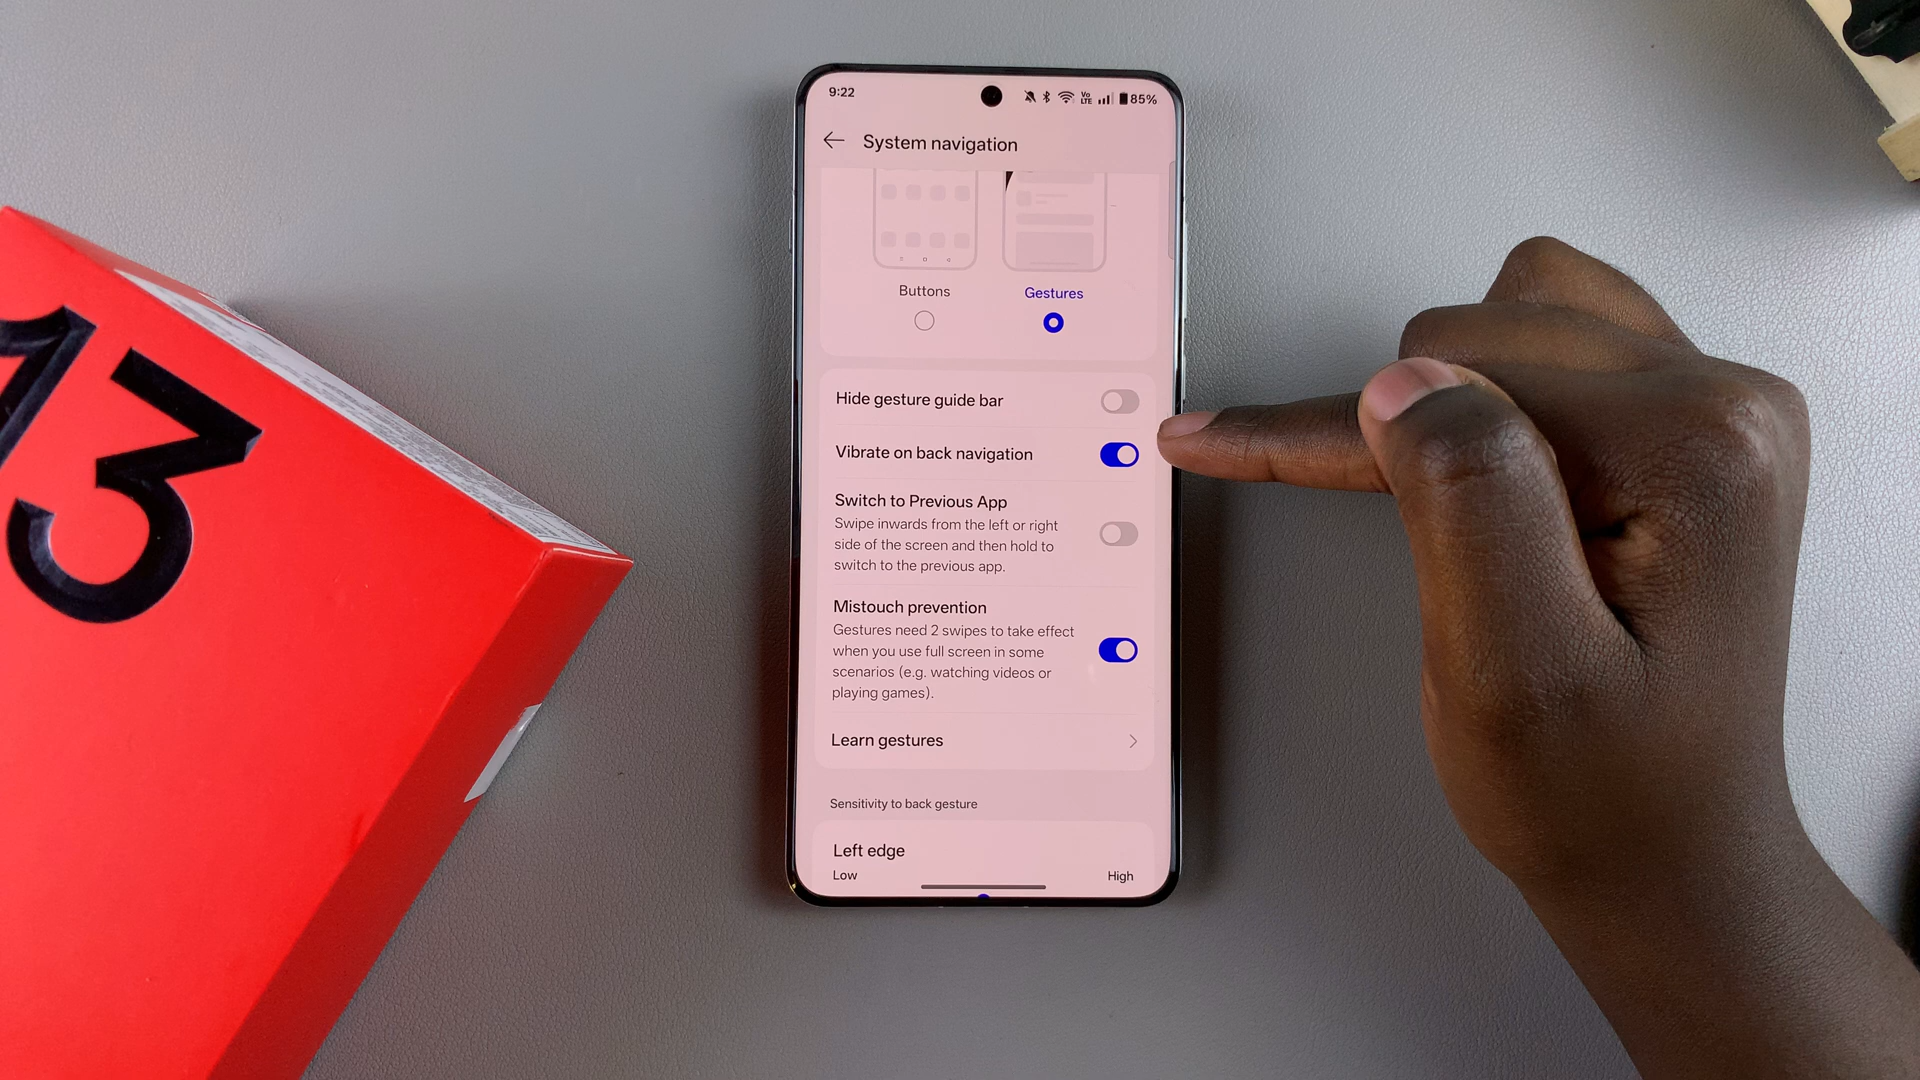 13
9:22
Vo
LTE
85%
System navigation
Buttons
Gestures
Hide gesture guide bar
Vibrate on back navigation
Switch to Previous App
Swipe inwards from the left or right
side of the screen and then hold to
switch to the previous app.
Mistouch prevention
Gestures need 2 swipes to take effect
when you use full screen in some
scenarios (e.g. watching videos or
playing games).
Learn gestures
Sensitivity to back gesture
Left edge
Low
High